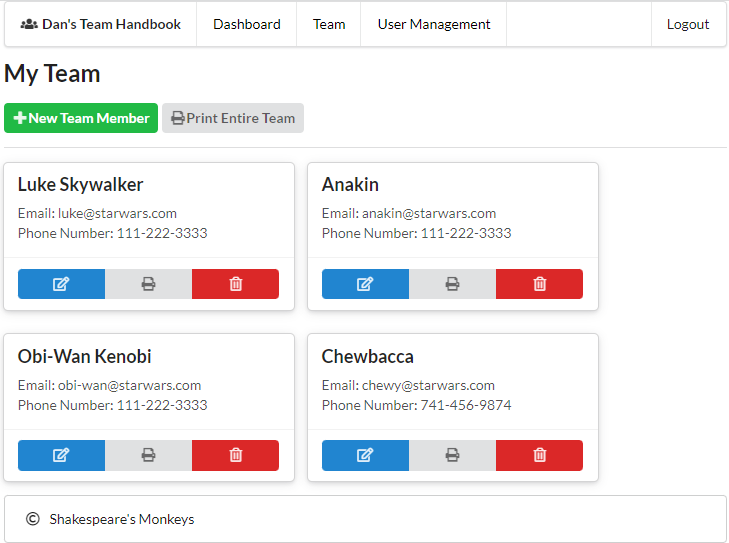 Dan's Team Handbook Dashboard Team User Management Logout
My Team
New Team Member Print Entire Team
Luke Skywalker
Email: luke@starwars.com
Phone Number: 111-222-3333
Anakin
Email: anakin@starwars.com
Phone Number: 111-222-3333
Obi-Wan Kenobi
Email: obi-wan@starwars.com
Phone Number: 111-222-3333
Chewbacca
Email: chewy@starwars.com
Phone Number: 741-456-9874
© Shakespeare's Monkeys